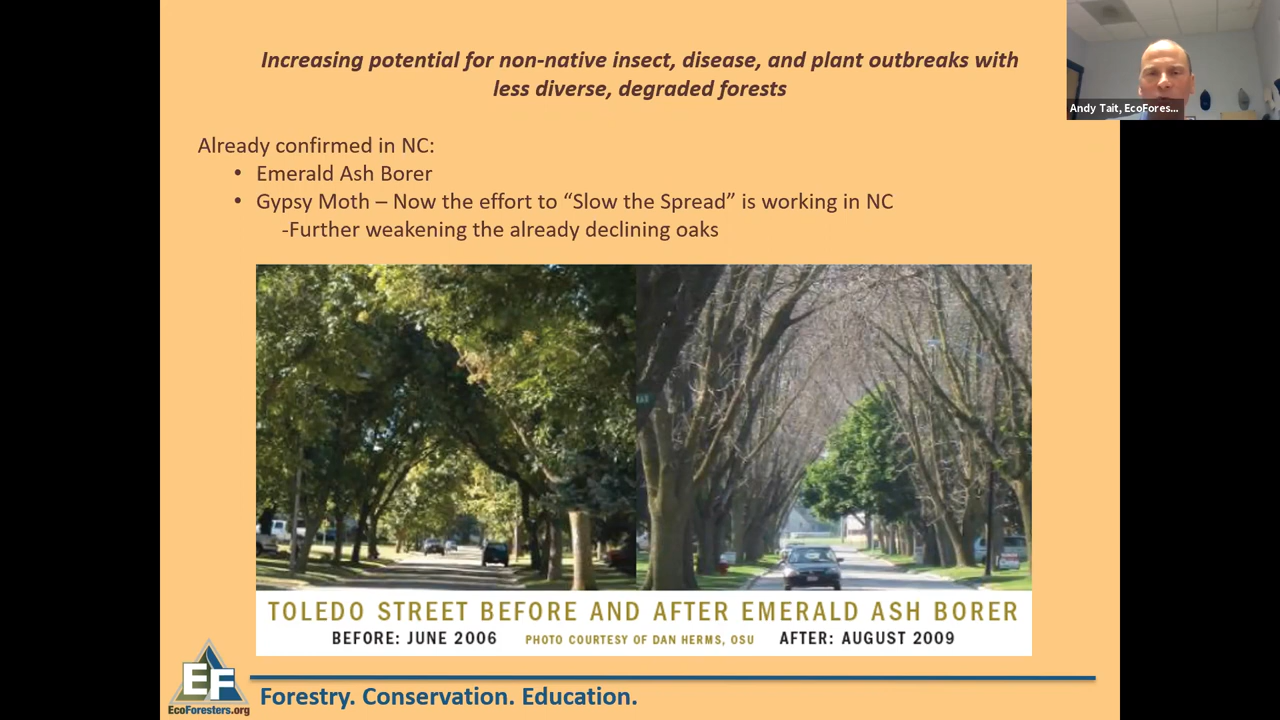 Increasing potential for non-native insect, disease, and plant outbreaks with
less diverse, degraded forests
Andy Tait, EcoFores...
Already confirmed in NC:
• Emerald Ash Borer
• Gypsy Moth – Now the effort to “Slow the Spread” is working in NC
-Further weakening the already declining oaks
TOLEDO STREET BEFORE AND AFTER EMERALD ASH BORER
BEFORE: JUNE 2006 PHOTO COURTESY OF DAN HERMS, OSU AFTER: AUGUST 2009
EF
EcoForesters.org
Forestry. Conservation. Education.